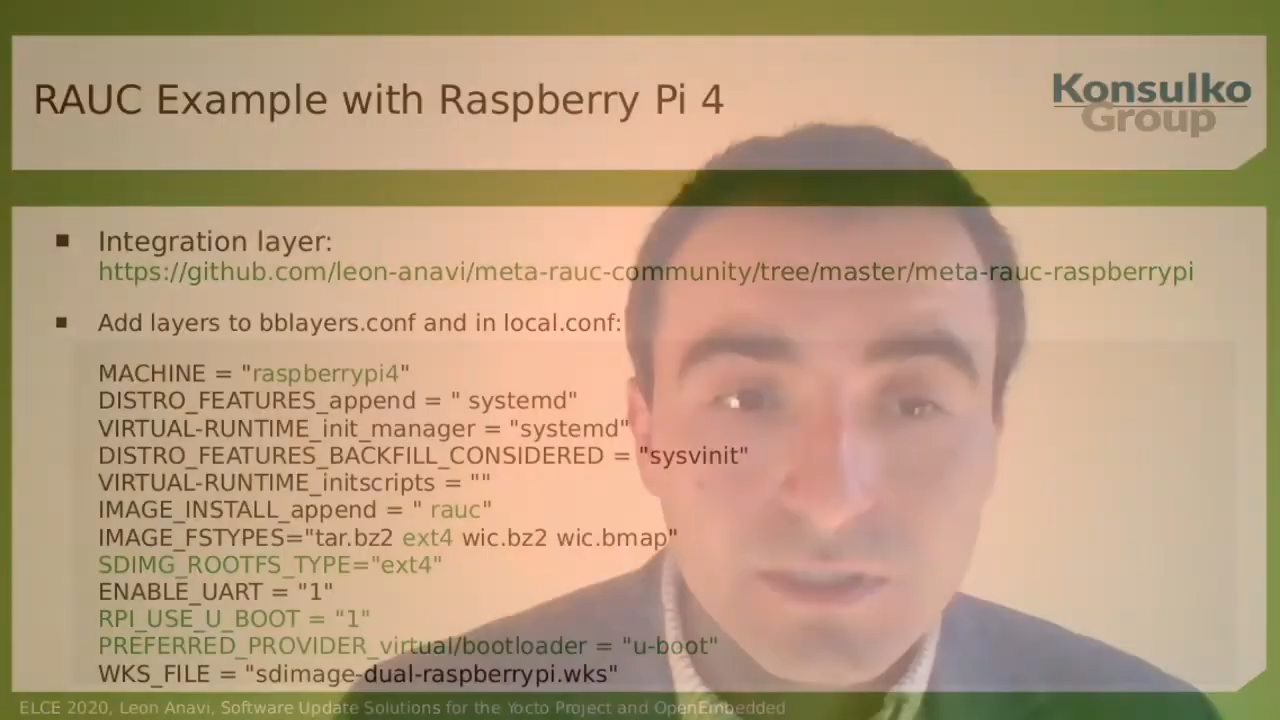 RAUC Example with Raspberry Pi 4
Konsulko
Group
Integration layer:
https://github.com/leon-anavi/meta-rauc-community/tree/master/meta-rauc-raspberrypi
Add layers to bblayers.conf and in local.conf:
MACHINE = "raspberrypi4"
DISTRO_FEATURES_append = " systemd"
VIRTUAL-RUNTIME_init_manager = "systemd"
DISTRO_FEATURES_BACKFILL_CONSIDERED = "sysvinit"
VIRTUAL-RUNTIME_initscripts = ""
IMAGE_INSTALL_append = " rauc"
IMAGE_FSTYPES="tar.bz2 ext4 wic.bz2 wic.bmap"
SDIMG_ROOTFS_TYPE="ext4"
ENABLE_UART = "1"
RPI_USE_U_BOOT = "1"
PREFERRED_PROVIDER_virtual/bootloader = "u-boot"
WKS_FILE = "sdimage-dual-raspberrypi.wks"
ELCE 2020, Leon Anavi, Software Update Solutions for the Yocto Project and OpenEmbedded